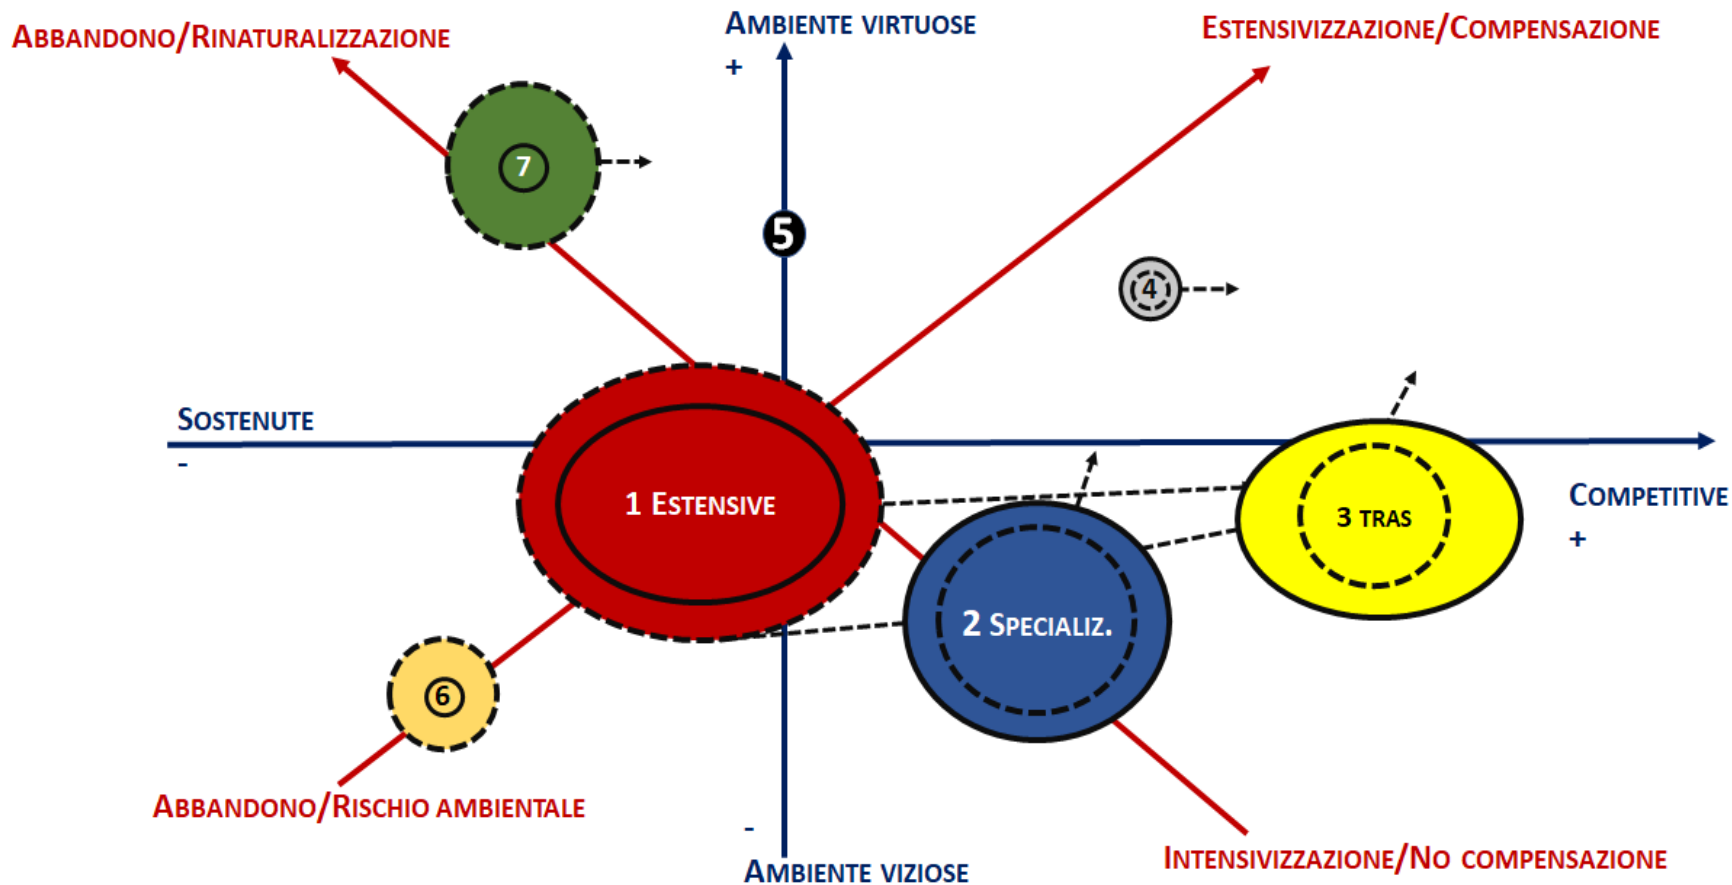 AMBIENTE VIRTUOSE
ESTENSIVIZZAZIONE/COMPENSAZIONE
ABBANDONO/RINATURALIZZAZIONE
+
7
5
4
SOSTENUTE
-
COMPETITIVE
+
1 ESTENSIVE
3 TRAS
2 SPECIALIZ.
6
ABBANDONO/RISCHIO AMBIENTALE
-
AMBIENTE VIZIOSE
INTENSIVIZZAZIONE/NO COMPENSAZIONE